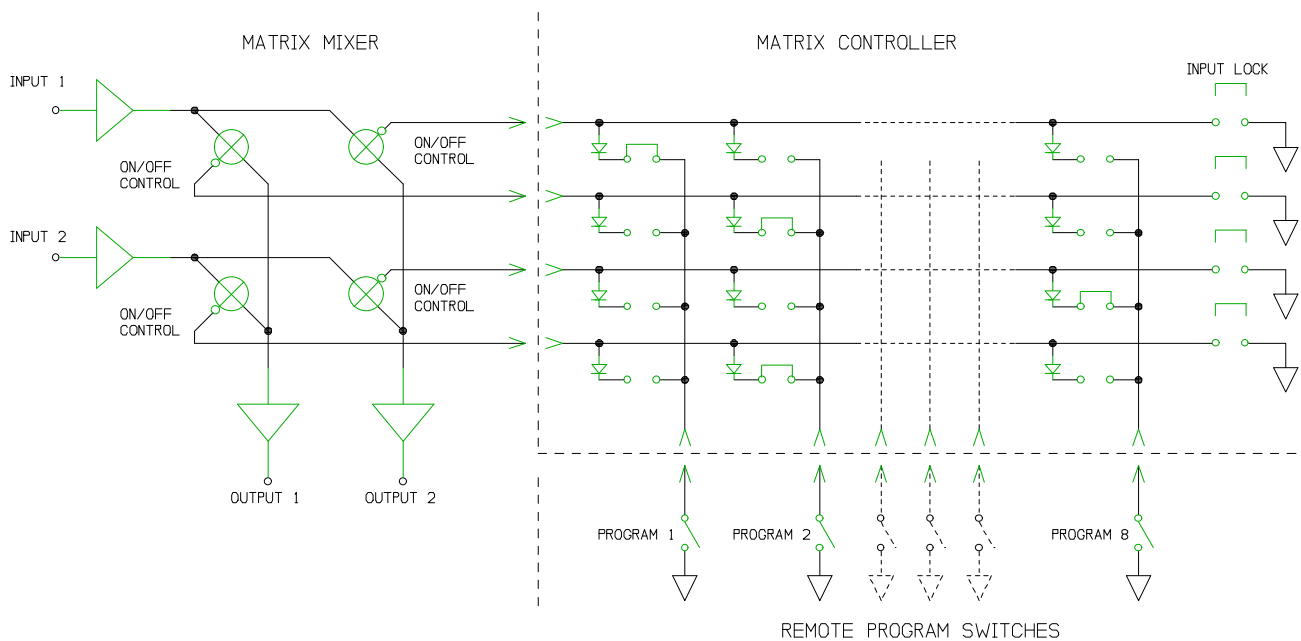 MATRIX MIXER
MATRIX CONTROLLER
INPUT LOCK
INPUT 1
ON/OFF
CONTROL
ON/OFF
CONTROL
INPUT 2
ON/OFF
CONTROL
ON/OFF
CONTROL
OUTPUT 1
OUTPUT 2
PROGRAM 1
PROGRAM 2
PROGRAM 8
REMOTE PROGRAM SWITCHES